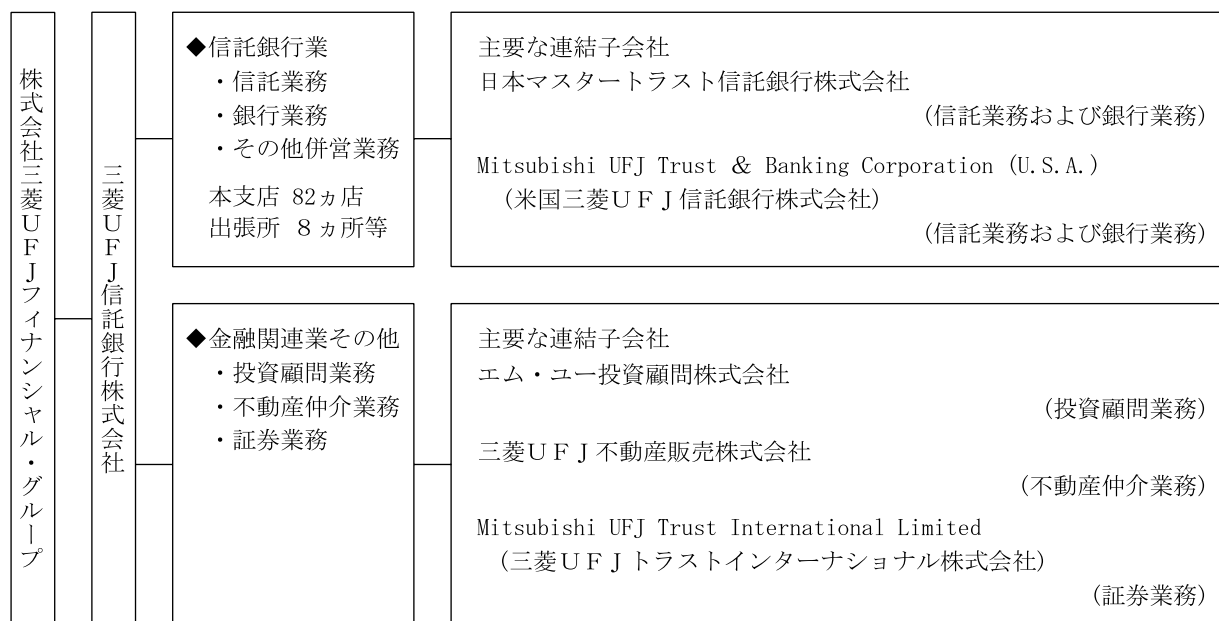 株式会社三菱UFJフィナンシャル・グループ
三菱UFJ信託銀行株式会社
◆信託銀行業
・信託業務
・銀行業務
・その他併営業務
本支店 82ヵ店
出張所 8ヵ所等
主要な連結子会社
日本マスタートラスト信託銀行株式会社
(信託業務および銀行業務)
Mitsubishi UFJ Trust & Banking Corporation (U.S.A.)
(米国三菱UFJ信託銀行株式会社)
(信託業務および銀行業務)
◆金融関連業その他
・投資顧問業務
・不動産仲介業務
・証券業務
主要な連結子会社
エム・ユー投資顧問株式会社
(投資顧問業務)
三菱UFJ不動産販売株式会社
(不動産仲介業務)
Mitsubishi UFJ Trust International Limited
(三菱UFJトラストインターナショナル株式会社)
(証券業務)